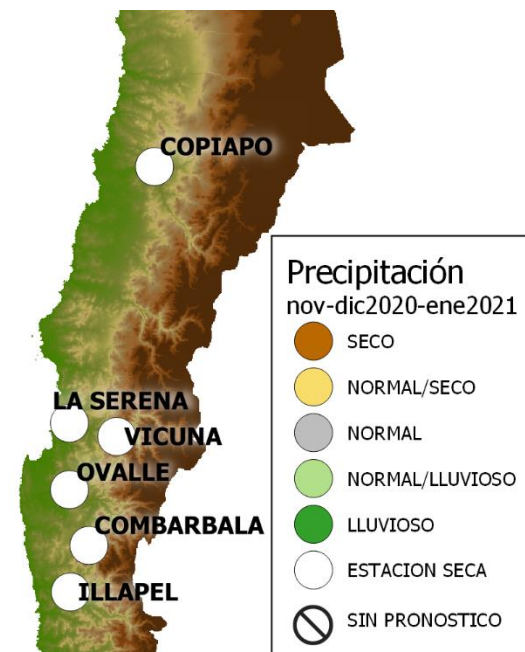 COPIAPO
LA SERENA
VICUNA
OVALLE
COMBARBALA
ILLAPEL
Precipitación
nov-dic2020-ene2021
SECO
NORMAL/SECO
NORMAL
NORMAL/LLUVIOSO
LLUVIOSO
ESTACION SECA
SIN PRONOSTICO